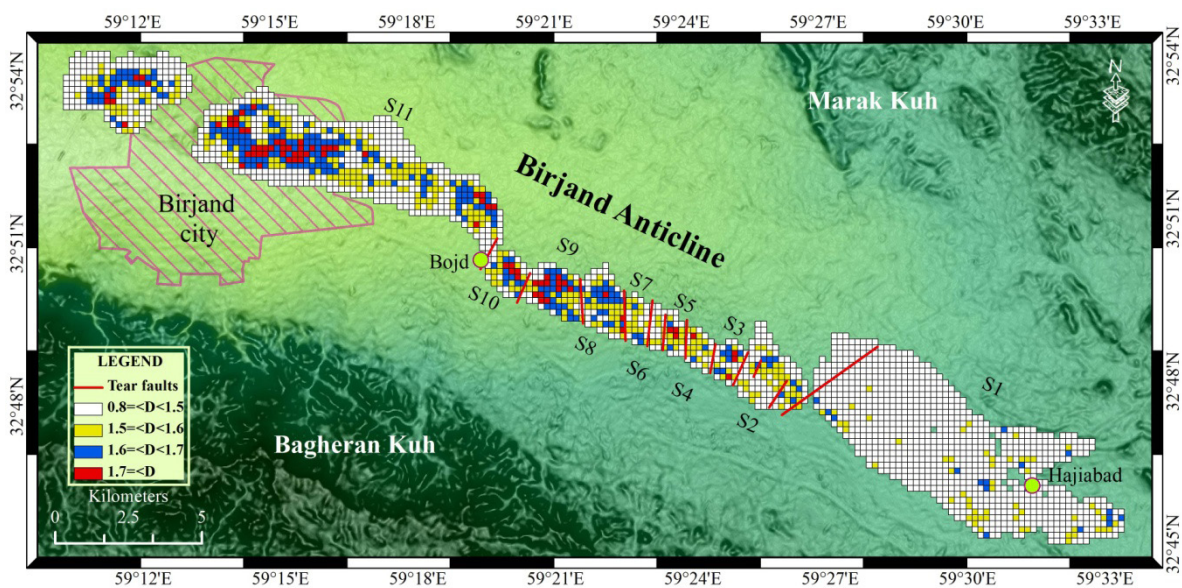 59°12'E 59°15'E 59°18'E 59°21'E 59°24'E 59°27'E 59°30'E 59°33'E
32°54'N
32°54'N
N
Marak Kuh
S11
Birjand Anticline
Birjand
city
32°51'N
32°51'N
Bojd
S9
S10
S7
S5
S8
S3
S6
S4
S1
S2
32°48'N
32°48'N
LEGEND
Tear faults
0.8=<D<1.5
1.5=<D<1.6
1.6=<D<1.7
1.7=<D
Kilometers
0 2.5 5
Bagheran Kuh
Hajiabad
32°45'N
59°12'E 59°15'E 59°18'E 59°21'E 59°24'E 59°27'E 59°30'E 59°33'E